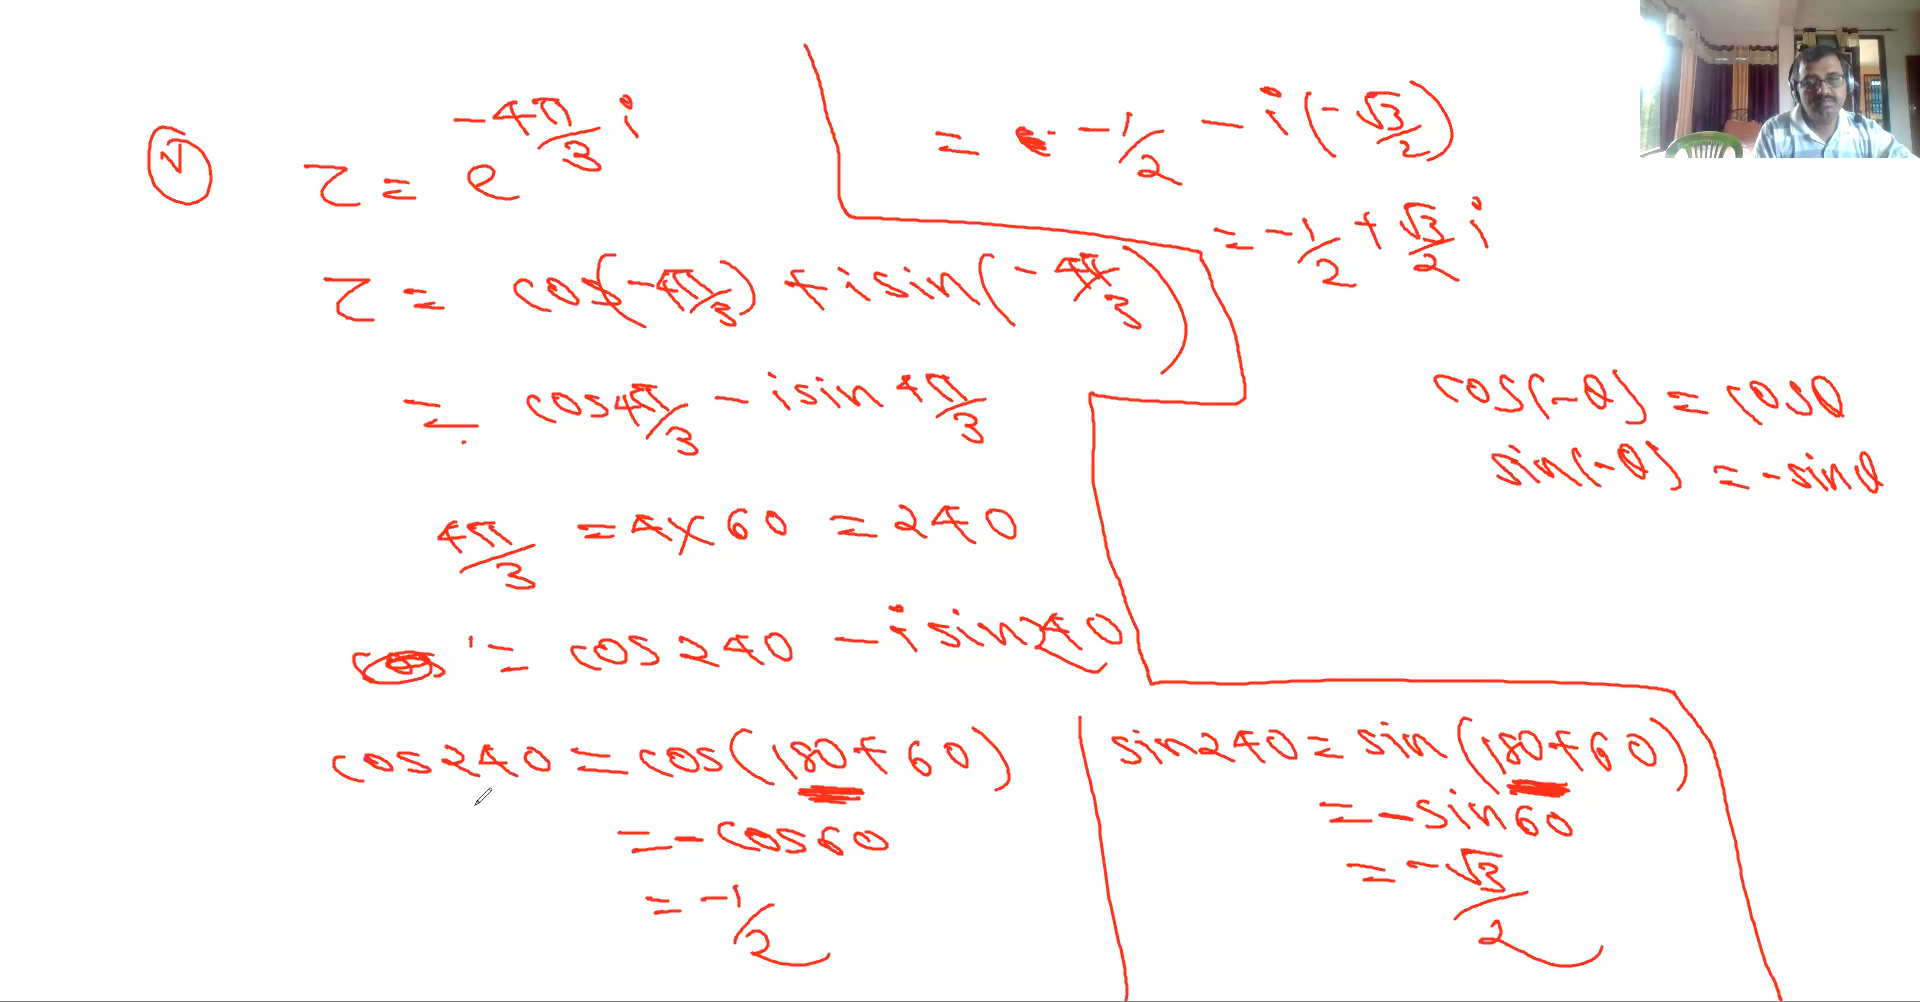 v z = e^(-4π/3 i)
z = cos(-4π/3) + i sin(-4π/3)
= cos 4π/3 - i sin 4π/3
4π/3 = 4 × 60 = 240
= cos 240 - i sin 240
cos 240 = cos(180 + 60)
= - cos 60
= -1/2
sin 240 = sin(180 + 60)
= - sin 60
= - √3/2
= -1/2 - i(-√3/2)
= -1/2 + √3/2 i
cos(-θ) = cos θ
sin(-θ) = - sin θ